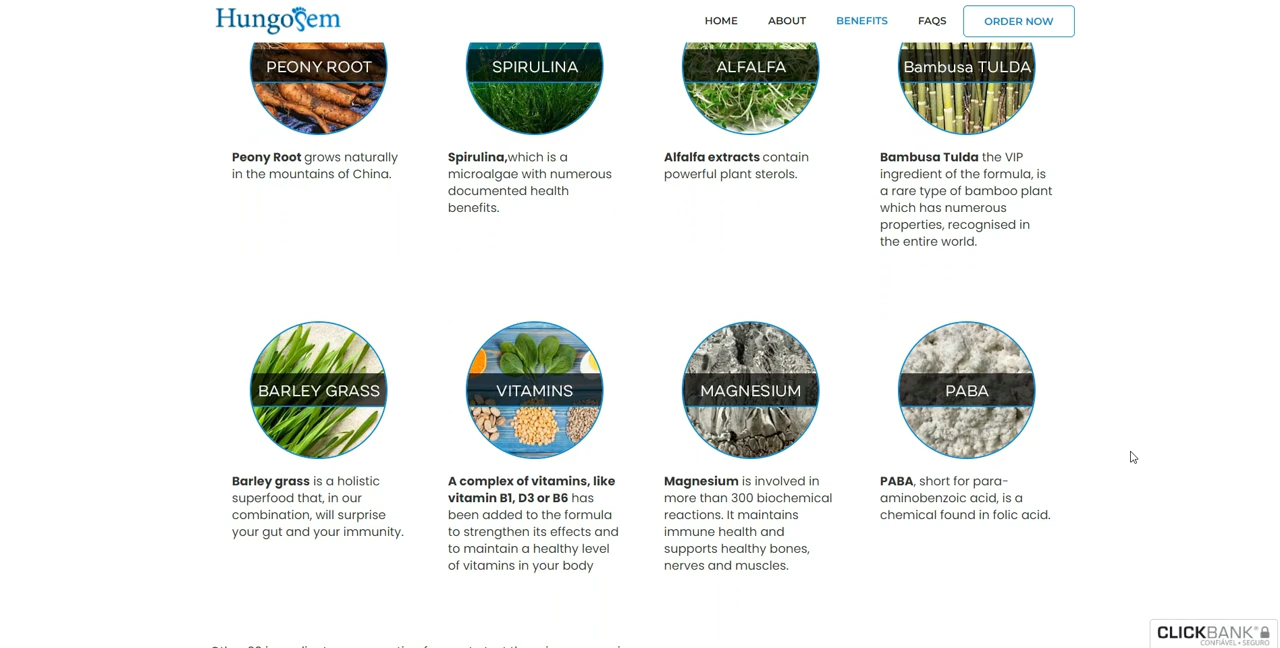 HungoSem
HOME ABOUT BENEFITS FAQS ORDER NOW
PEONY ROOT SPIRULINA ALFALFA Bambusa TULDA
Peony Root grows naturally
in the mountains of China.
Spirulina,which is a
microalgae with numerous
documented health
benefits.
Alfalfa extracts contain
powerful plant sterols.
Bambusa Tulda the VIP
ingredient of the formula, is
a rare type of bamboo plant
which has numerous
properties, recognised in
the entire world.
BARLEY GRASS VITAMINS MAGNESIUM PABA
Barley grass is a holistic
superfood that, in our
combination, will surprise
your gut and your immunity.
A complex of vitamins, like
vitamin B1, D3 or B6 has
been added to the formula
to strengthen its effects and
to maintain a healthy level
of vitamins in your body
Magnesium is involved in
more than 300 biochemical
reactions. It maintains
immune health and
supports healthy bones,
nerves and muscles.
PABA, short for para-
aminobenzoic acid, is a
chemical found in folic acid.
CLICKBANK®
CONFIÁVEL • SEGURO